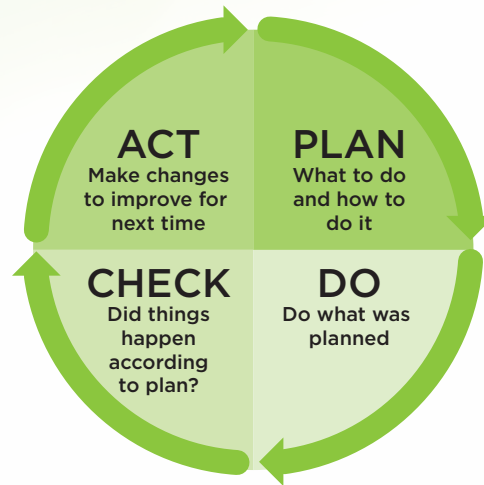 ACT
Make changes
to improve for
next time
PLAN
What to do
and how to
do it
CHECK
Did things
happen
according
to plan?
DO
Do what was
planned